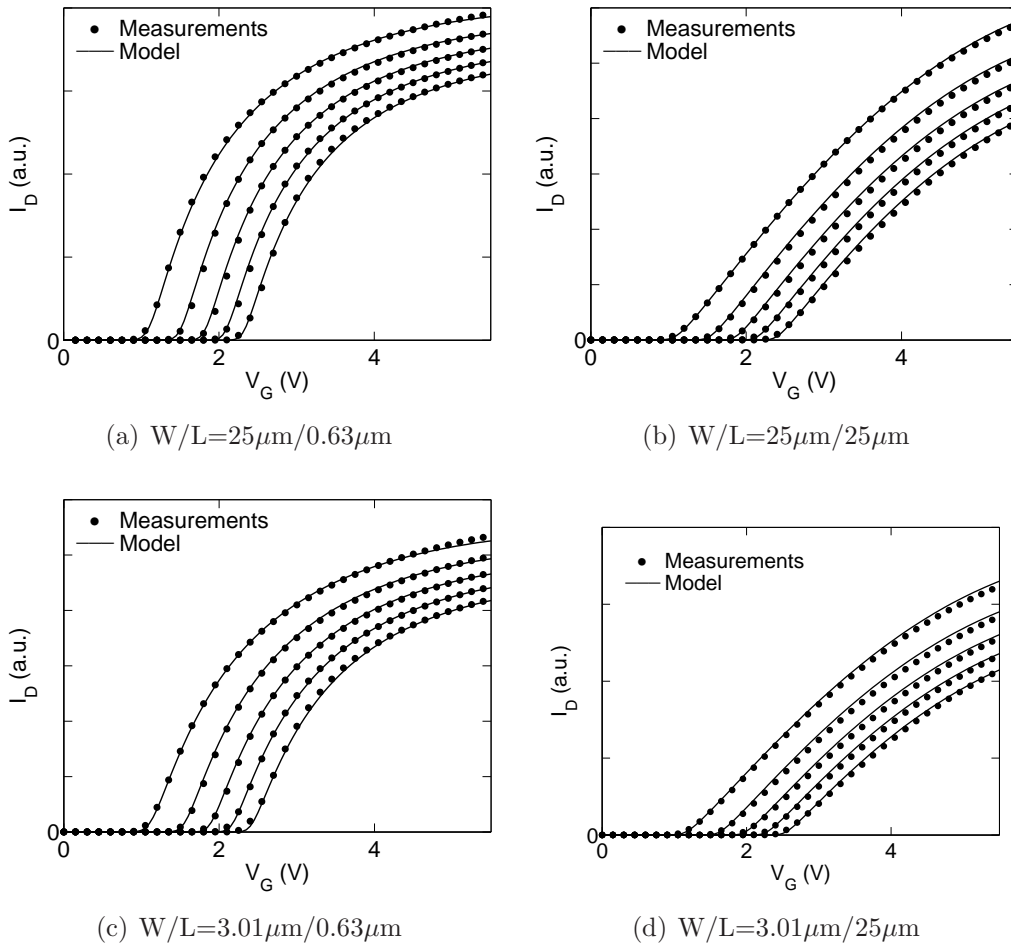 Measurements
Model
I_D (a.u.)
0
0 2 4
V_G (V)
(a) W/L=25μm/0.63μm
Measurements
Model
I_D (a.u.)
0
0 2 4
V_G (V)
(b) W/L=25μm/25μm
Measurements
Model
I_D (a.u.)
0
0 2 4
V_G (V)
(c) W/L=3.01μm/0.63μm
Measurements
Model
I_D (a.u.)
0
0 2 4
V_G (V)
(d) W/L=3.01μm/25μm